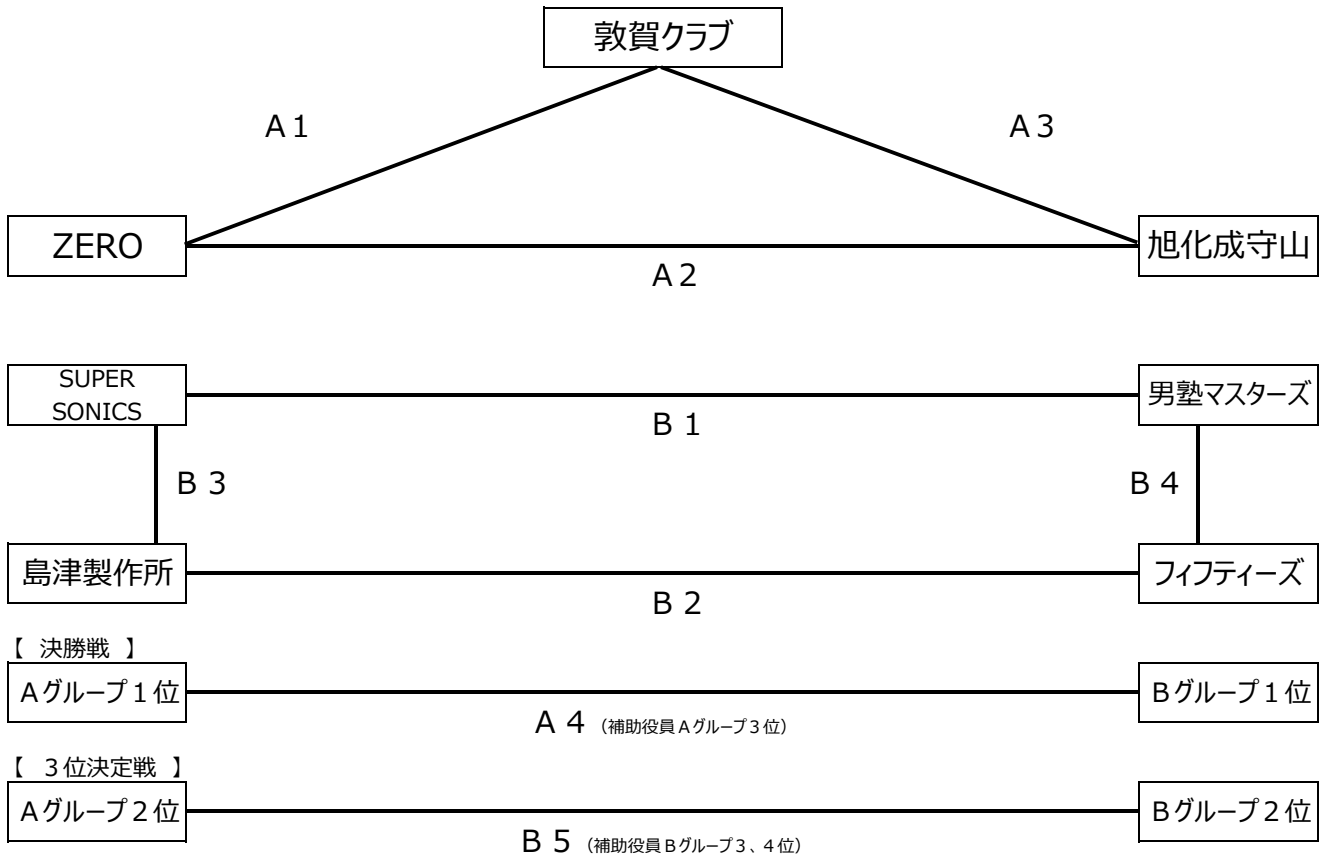 敦賀クラブ
A1
A3
ZERO
旭化成守山
A2
SUPER
SONICS
男塾マスターズ
B 1
B 3
B 4
島津製作所
フィフティーズ
B 2
【 決勝戦 】
Aグループ1位
Bグループ1位
A 4 (補助役員Aグループ3位)
【 3位決定戦 】
Aグループ2位
Bグループ2位
B 5 (補助役員Bグループ3、4位)